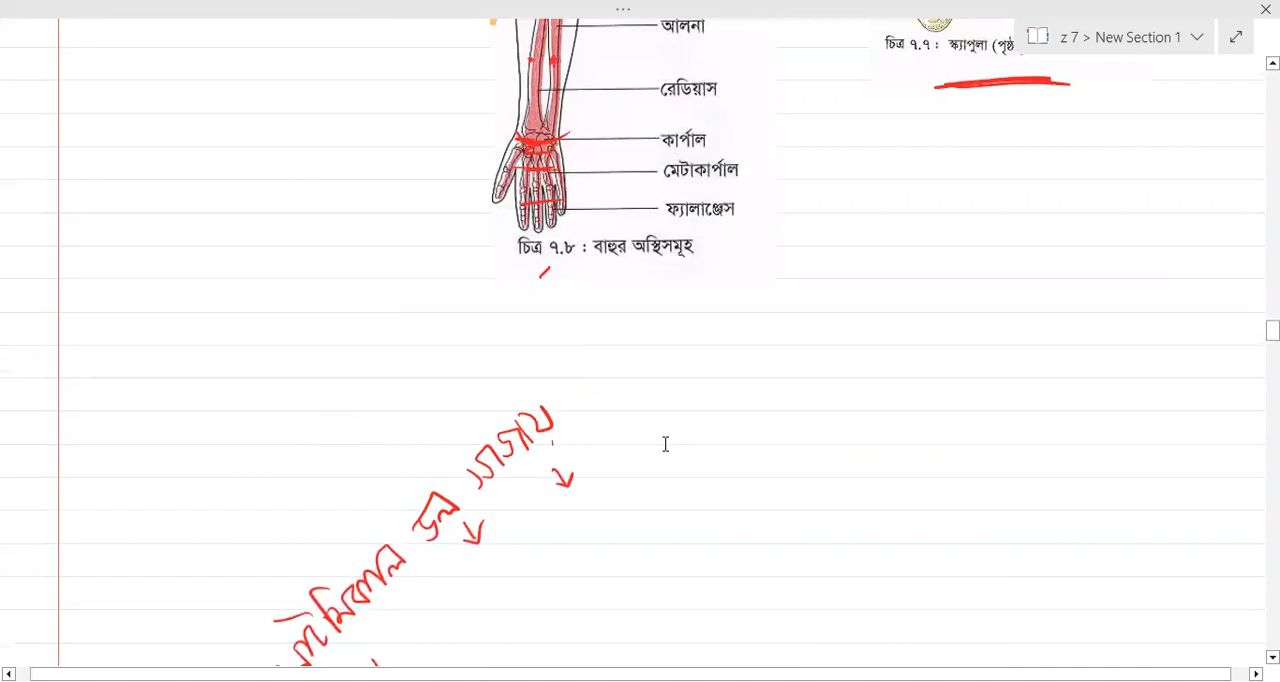 z 7 > New Section 1
আলনা
চিত্র ৭.৭ : স্ক্যাপুলা (পৃষ্ঠ
রেডিয়াস
কার্পাল
মেটাকার্পাল
ফ্যালাঞ্জেস
চিত্র ৭.৮ : বাহুর অস্থিসমূহ